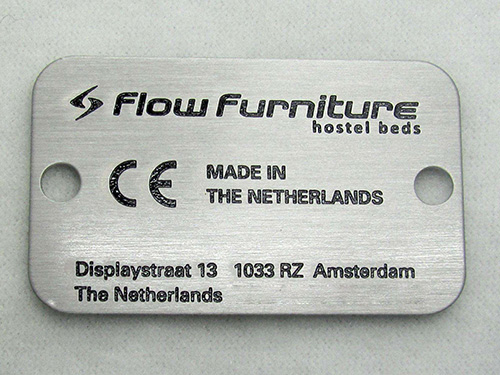 flow furniture
hostel beds
CE MADE IN
THE NETHERLANDS
Displaystraat 13 1033 RZ Amsterdam
The Netherlands